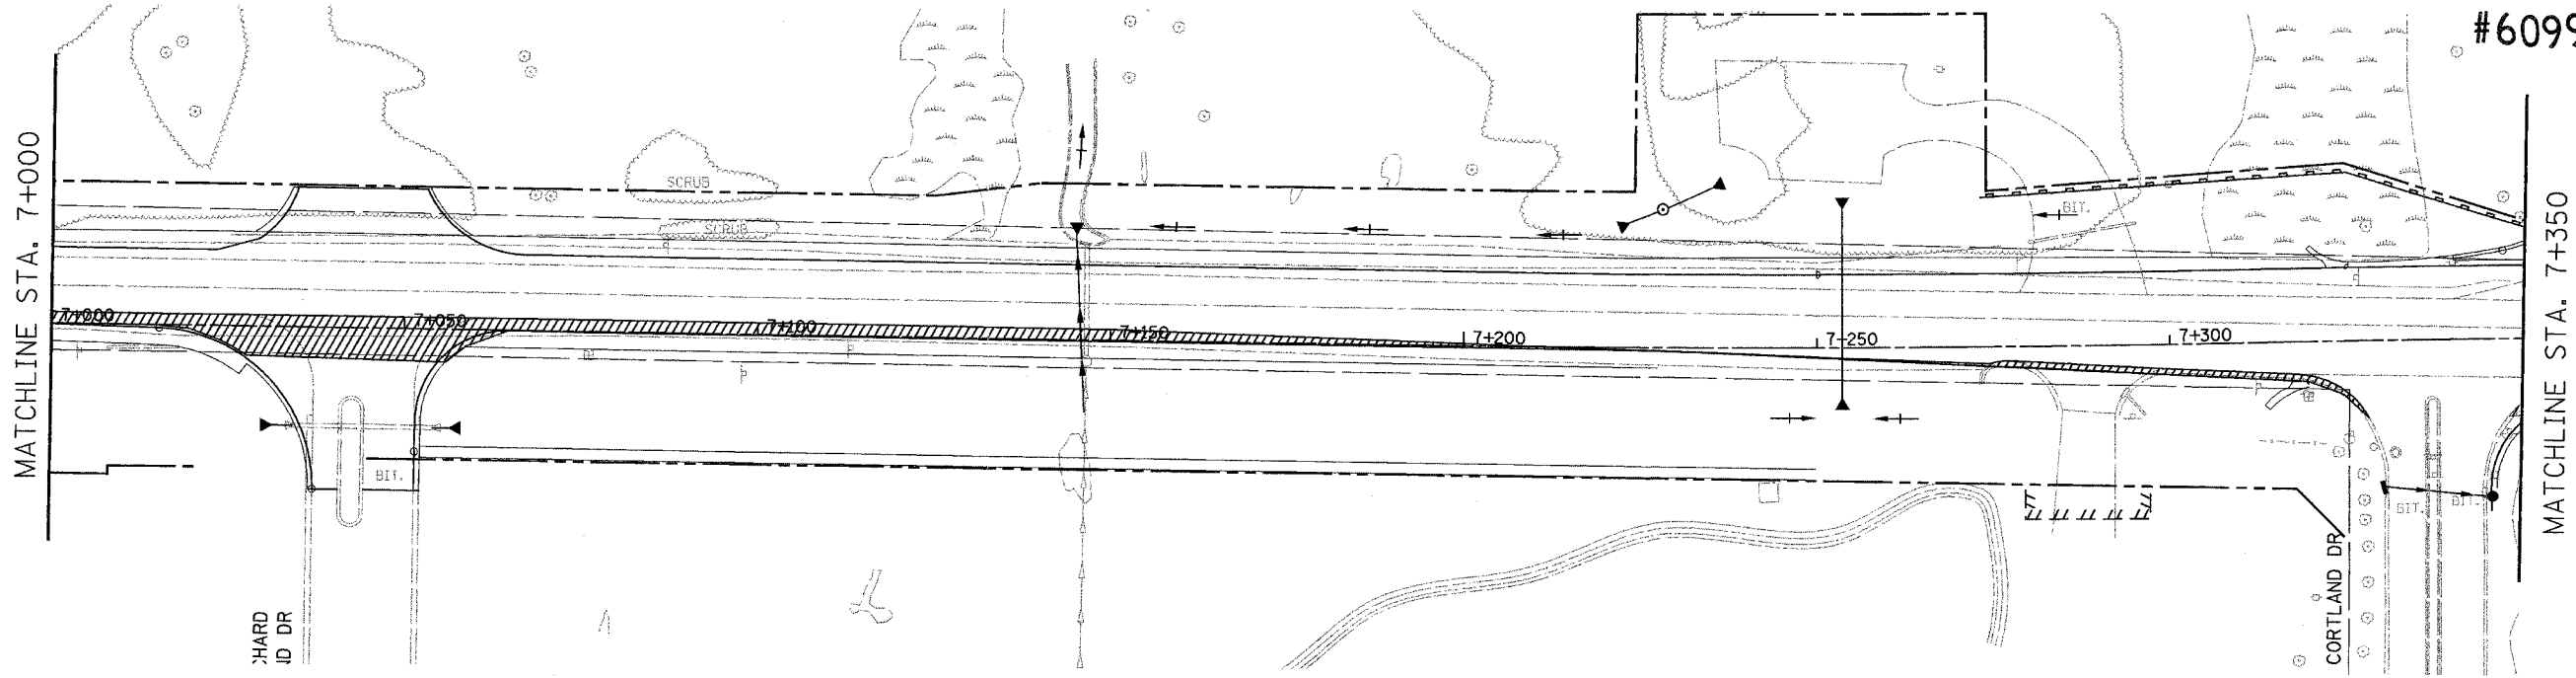 #6099
MATCHLINE STA. 7+000
SCRUB
SCRUB
BIT.
7+000
7+050
7+100
7+150
7+200
7+250
7+300
MATCHLINE STA. 7+350
BIT.
BIT.
BIT.
CHARD
ND DR
CORTLAND DR